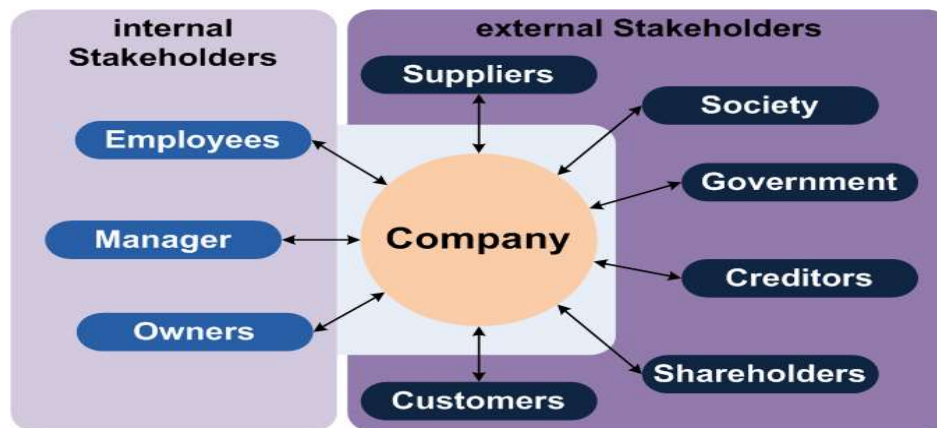 internal
Stakeholders
external Stakeholders
Suppliers
Society
Employees
Government
Manager
Company
Creditors
Owners
Shareholders
Customers